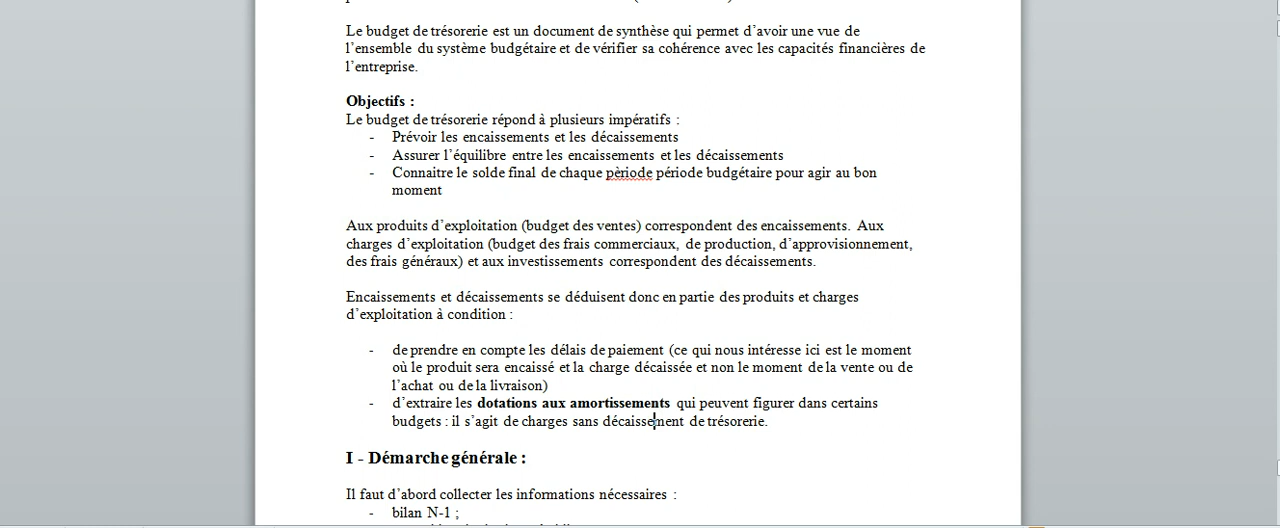 Le budget de trésorerie est un document de synthèse qui permet d'avoir une vue de
l'ensemble du système budgétaire et de vérifier sa cohérence avec les capacités financières de
l'entreprise.
Objectifs :
Le budget de trésorerie répond à plusieurs impératifs :
- Prévoir les encaissements et les décaissements
- Assurer l'équilibre entre les encaissements et les décaissements
- Connaitre le solde final de chaque pèriode période budgétaire pour agir au bon
moment
Aux produits d'exploitation (budget des ventes) correspondent des encaissements. Aux
charges d'exploitation (budget des frais commerciaux, de production, d'approvisionnement,
des frais généraux) et aux investissements correspondent des décaissements.
Encaissements et décaissements se déduisent donc en partie des produits et charges
d'exploitation à condition :
- de prendre en compte les délais de paiement (ce qui nous intéresse ici est le moment
où le produit sera encaissé et la charge décaissée et non le moment de la vente ou de
l'achat ou de la livraison)
- d'extraire les dotations aux amortissements qui peuvent figurer dans certains
budgets : il s'agit de charges sans décaissement de trésorerie.
I - Démarche générale :
Il faut d'abord collecter les informations nécessaires :
- bilan N-1 ;